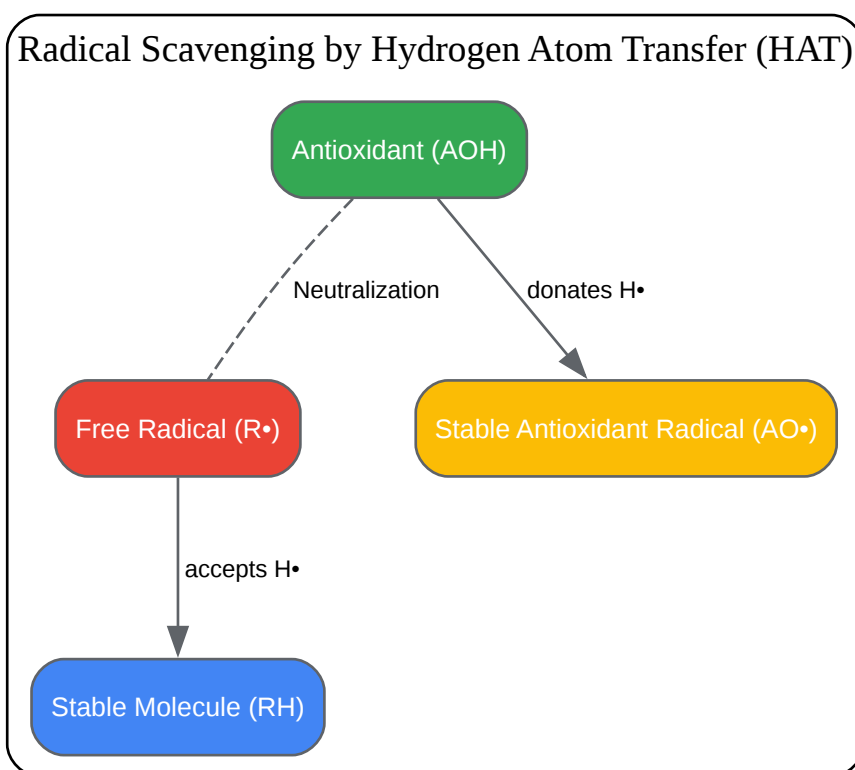 Radical Scavenging by Hydrogen Atom Transfer (HAT)
Antioxidant (AOH)
Neutralization
donates H•
Free Radical (R•)
Stable Antioxidant Radical (AO•)
accepts H•
Stable Molecule (RH)